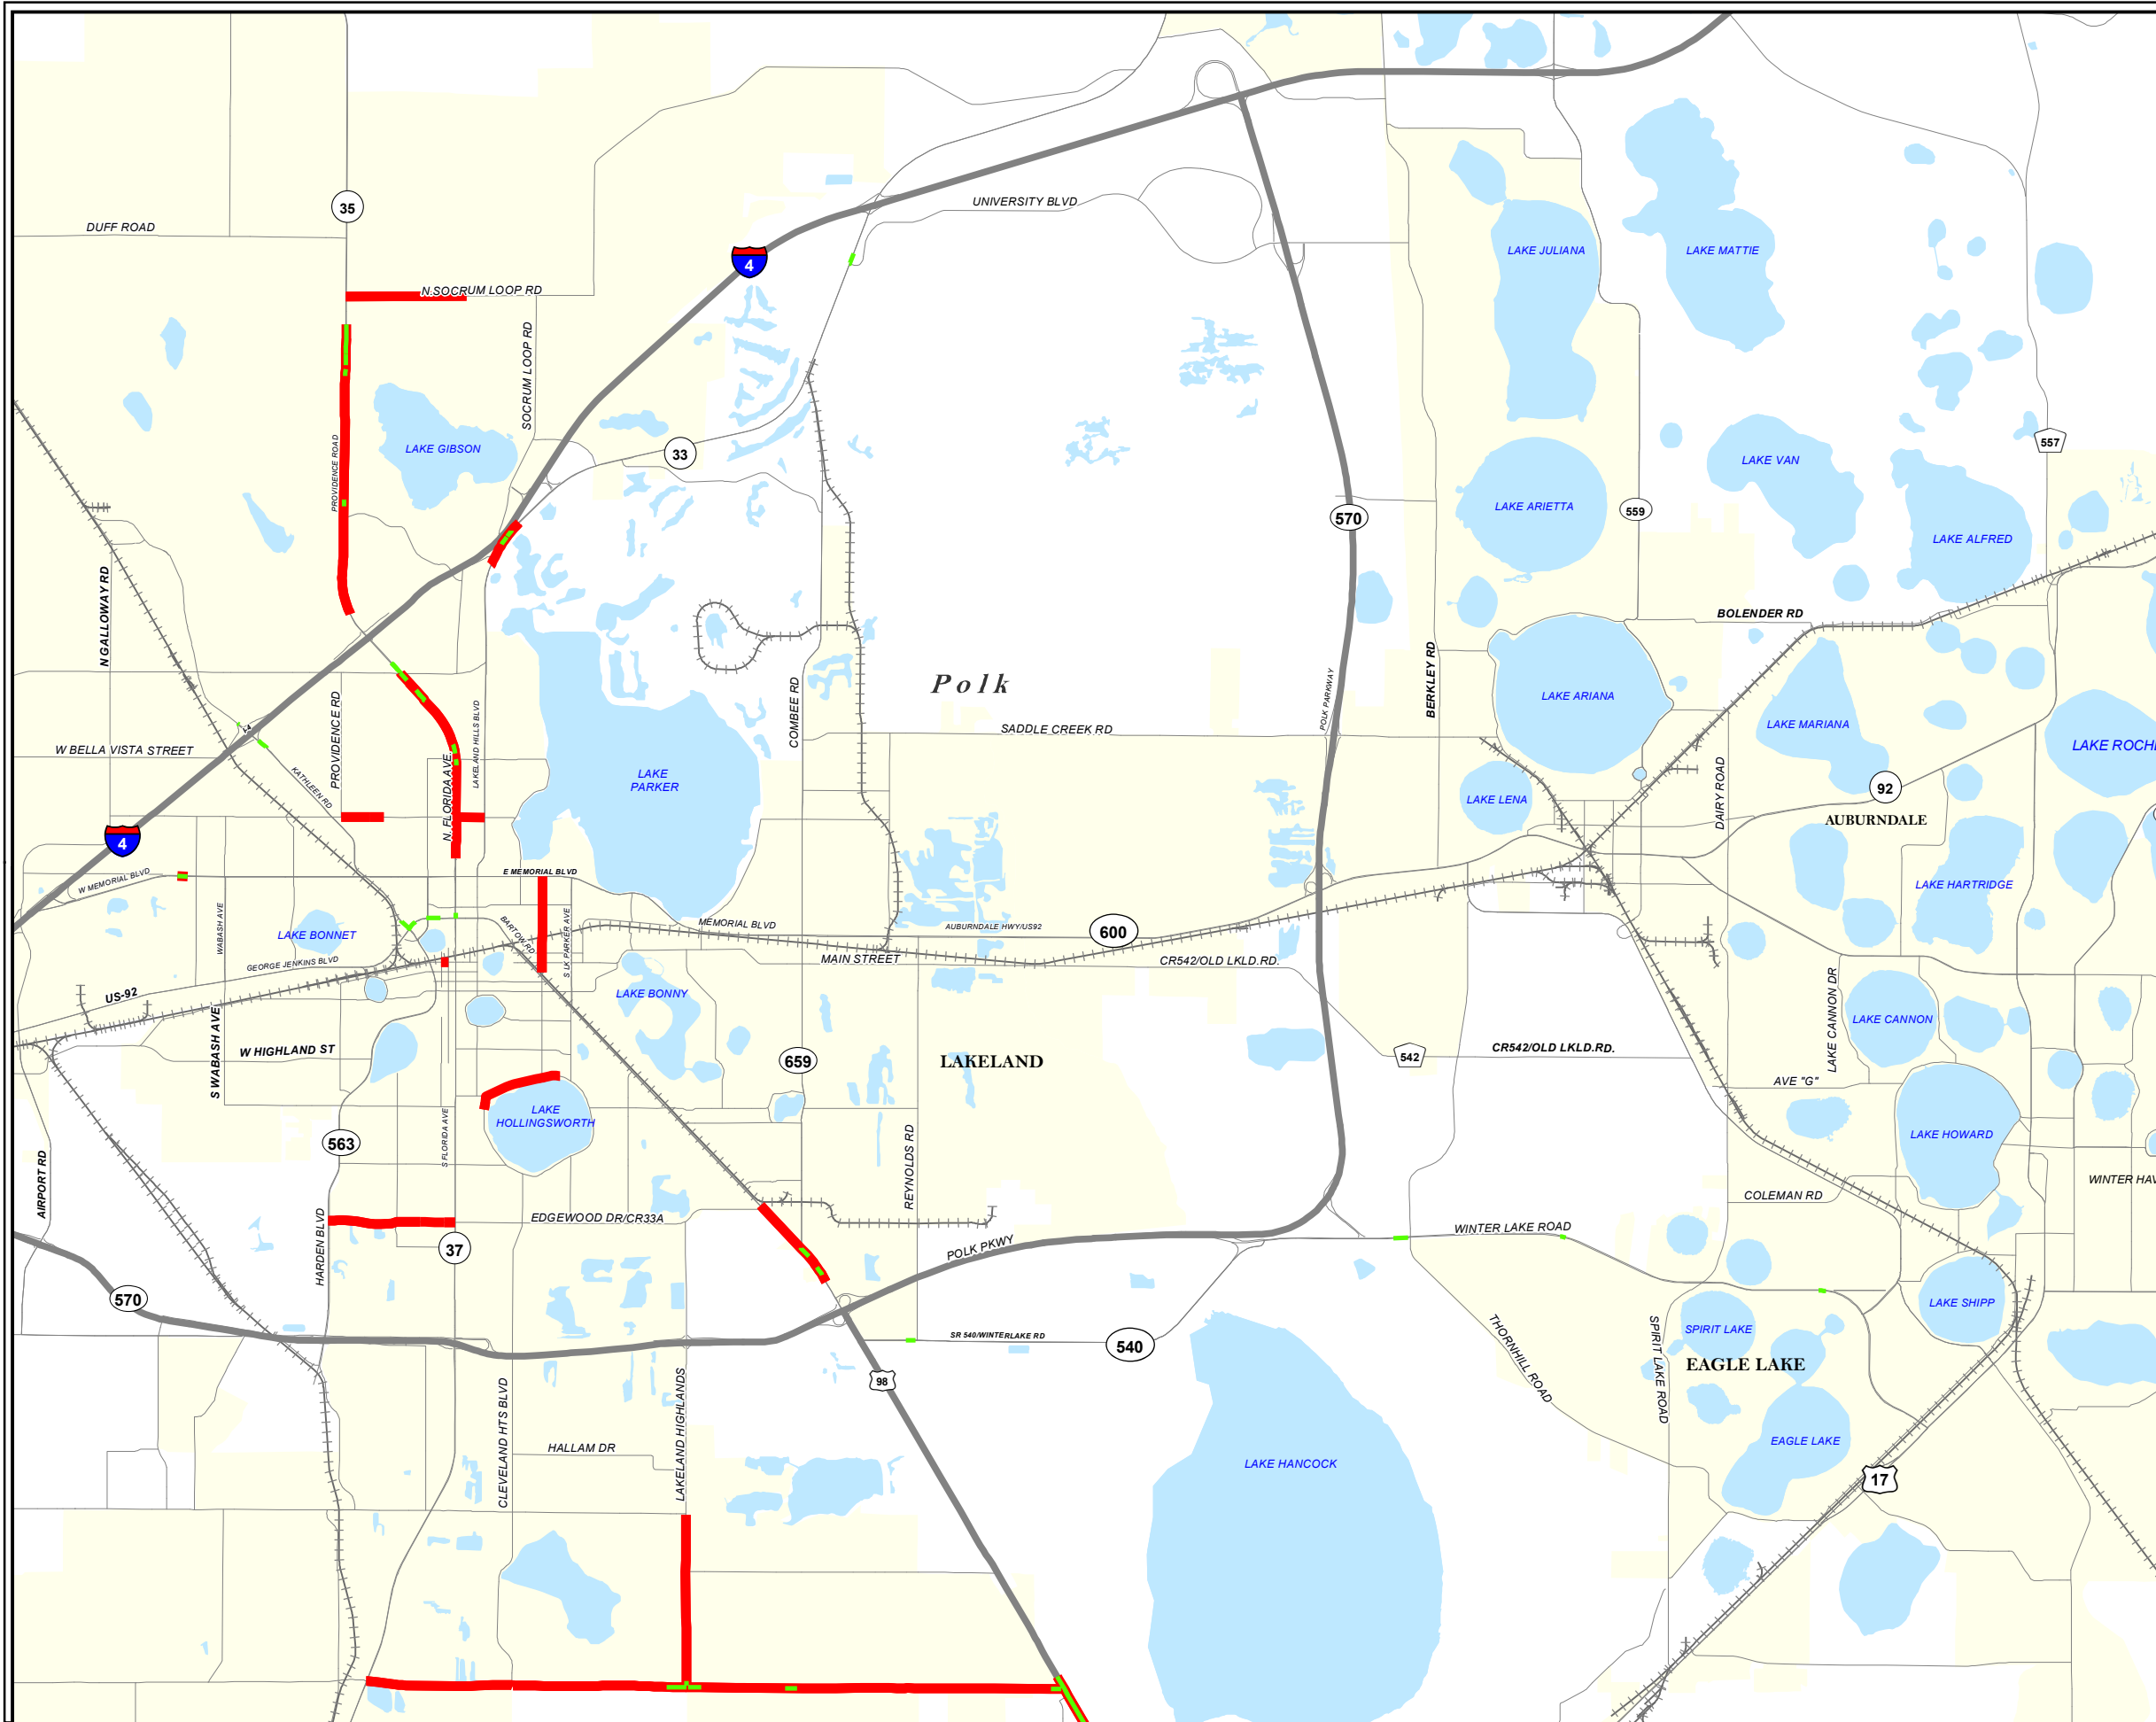 35
DUFF ROAD
UNIVERSITY BLVD
4
LAKE JULIANA
LAKE MATTIE
N.SOCRUM LOOP RD
SOCRUM LOOP RD
PROVIDENCE ROAD
LAKE GIBSON
33
557
LAKE VAN
570
LAKE ARIETTA
559
LAKE ALFRED
N GALLOWAY RD
BOLENDER RD
BERKLEY RD
Polk
COMBEE RD
POLK PARKWAY
LAKE ARIANA
LAKE MARIANA
SADDLE CREEK RD
W BELLA VISTA STREET
KATHLEEN RD
PROVIDENCE RD
N. FLORIDA AVE.
LAKELAND HILLS BLVD
LAKE
PARKER
LAKE ROCHE
92
LAKE LENA
DAIRY ROAD
AUBURNDALE
4
W MEMORIAL BLVD
E MEMORIAL BLVD
LAKE HARTRIDGE
WABASH AVE
LAKE BONNET
BARTOW RD
S LK PARKER AVE
MEMORIAL BLVD
AUBURNDALE HWY/US92
600
GEORGE JENKINS BLVD
MAIN STREET
CR542/OLD LKLD.RD.
US-92
LAKE BONNY
LAKE CANNON DR
LAKE CANNON
S WABASH AVE
W HIGHLAND ST
659
LAKELAND
542
CR542/OLD LKLD.RD.
AVE "G"
LAKE
HOLLINGSWORTH
563
S FLORIDA AVE
REYNOLDS RD
LAKE HOWARD
AIRPORT RD
WINTER HAV
COLEMAN RD
HARDEN BLVD
EDGEWOOD DR/CR33A
37
POLK PKWY
WINTER LAKE ROAD
570
LAKE SHIPP
SPIRIT LAKE
SR 540/WINTERLAKE RD
540
THORNHILL ROAD
SPIRIT LAKE ROAD
EAGLE LAKE
98
CLEVELAND HTS BLVD
LAKELAND HIGHLANDS
HALLAM DR
EAGLE LAKE
LAKE HANCOCK
17